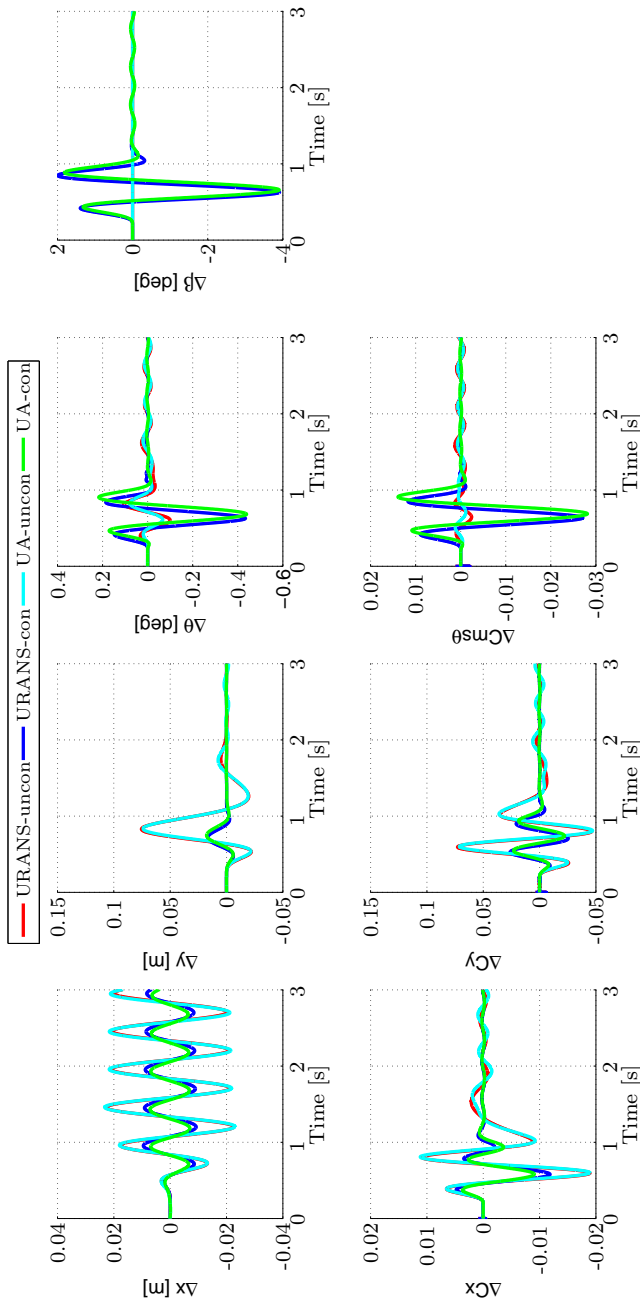 URANS-uncon URANS-con UA-uncon UA-con
0.04
0.02
0
-0.02
-0.04
Δx [m]
0 1 2 3
Time [s]
0.15
0.1
0.05
0
-0.05
Δy [m]
0 1 2 3
Time [s]
0.4
0.2
0
-0.2
-0.4
-0.6
Δθ [deg]
0 1 2 3
Time [s]
2
0
-2
-4
Δβ [deg]
0 1 2 3
Time [s]
0.02
0.01
0
-0.01
-0.02
ΔCx
0 1 2 3
Time [s]
0.15
0.1
0.05
0
-0.05
ΔCy
0 1 2 3
Time [s]
0.02
0.01
0
-0.01
-0.02
-0.03
ΔCmsθ
0 1 2 3
Time [s]